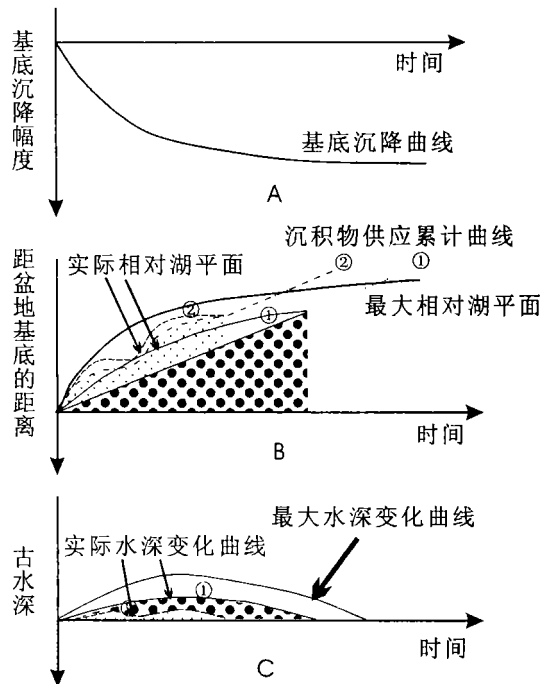 时间
基底沉降幅度
基底沉降曲线
A
沉积物供应累计曲线
② ①
实际相对湖平面
最大相对湖平面
② ①
距盆地基底的距离
时间
B
最大水深变化曲线
实际水深变化曲线
①
古水深
时间
C